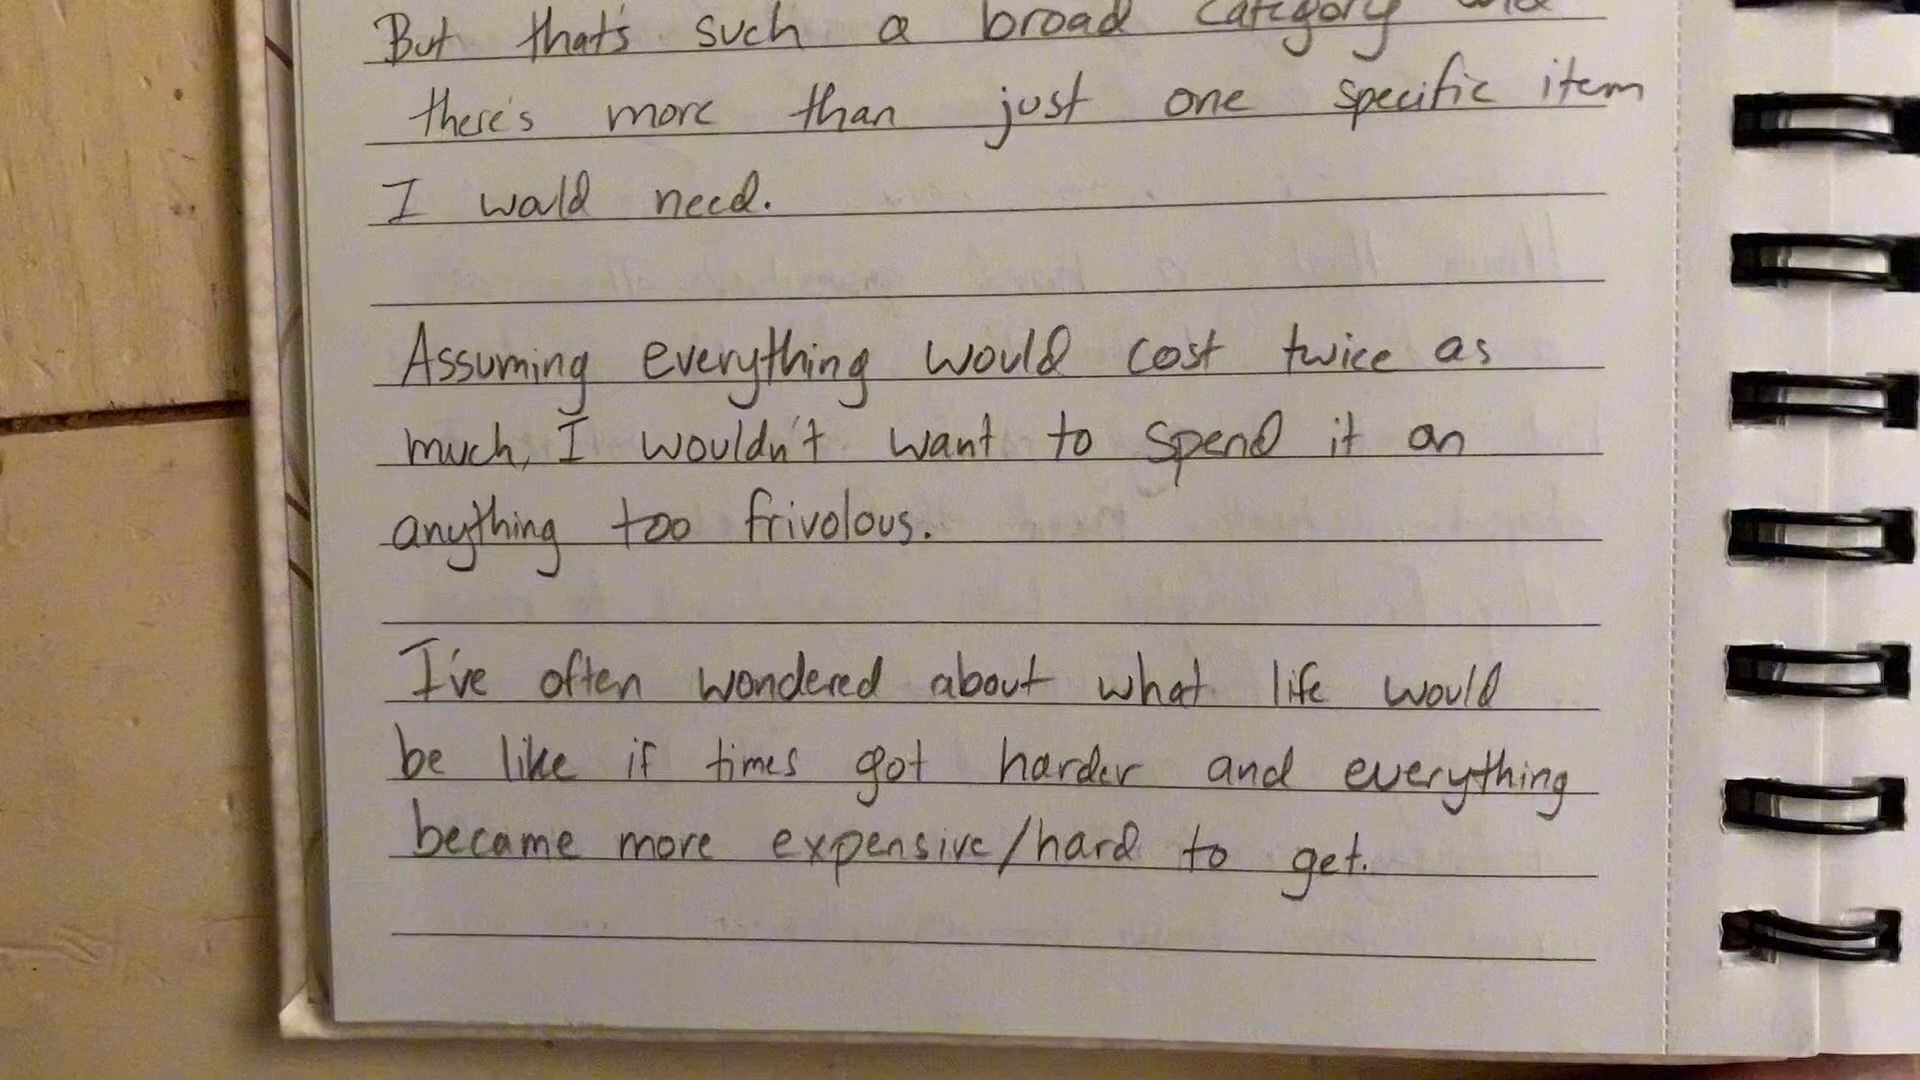 But that's such a broad category and
there's more than just one specific item
I would need.
Assuming everything would cost twice as
much, I wouldn't want to spend it on
anything too frivolous.
I've often wondered about what life would
be like if times got harder and everything
became more expensive/hard to get.